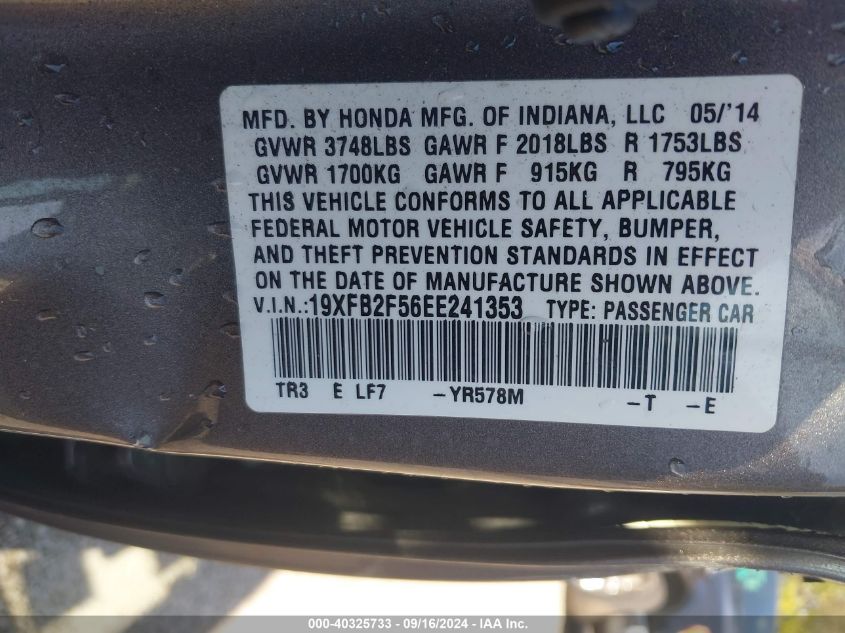 MFD. BY HONDA MFG. OF INDIANA, LLC 05/'14
GVWR 3748LBS GAWR F 2018LBS R 1753LBS
GVWR 1700KG GAWR F 915KG R 795KG
THIS VEHICLE CONFORMS TO ALL APPLICABLE
FEDERAL MOTOR VEHICLE SAFETY, BUMPER,
AND THEFT PREVENTION STANDARDS IN EFFECT
ON THE DATE OF MANUFACTURE SHOWN ABOVE.
V.I.N.:19XFB2F56EE241353 TYPE: PASSENGER CAR
TR3 E LF7 -YR578M -T -E
000-40325733 - 09/16/2024 - IAA Inc.